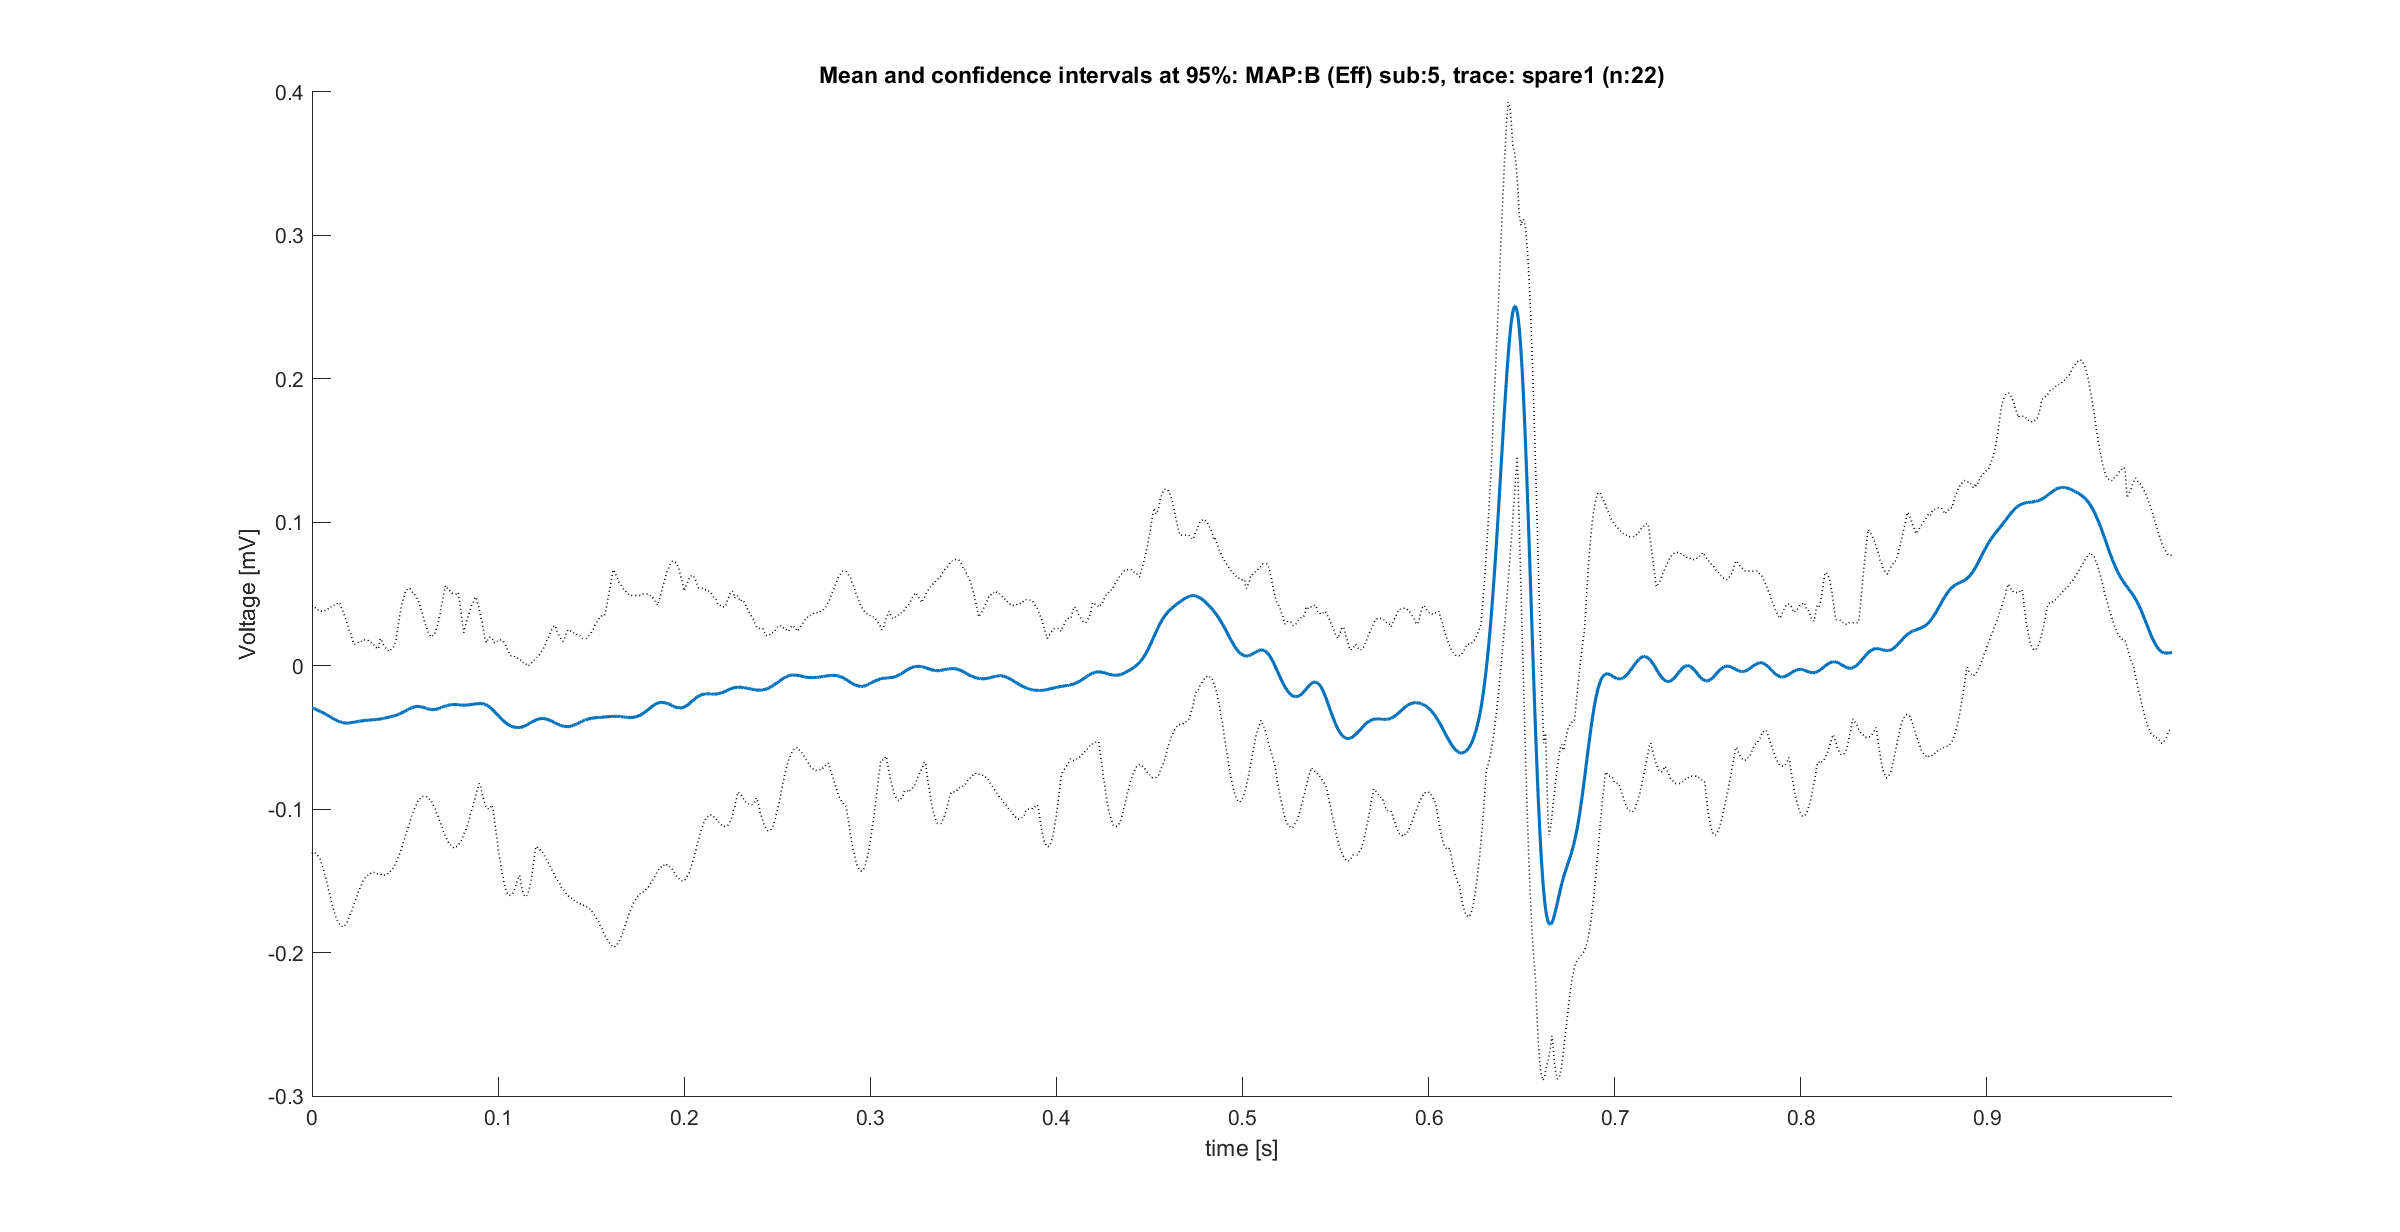 Mean and confidence intervals at 95%: MAP:B (Eff) sub:5, trace: spare1 (n:22)
0.4
0.3
0.2
0.1
0
-0.1
-0.2
-0.3
Voltage [mV]
0 0.1 0.2 0.3 0.4 0.5 0.6 0.7 0.8 0.9
time [s]